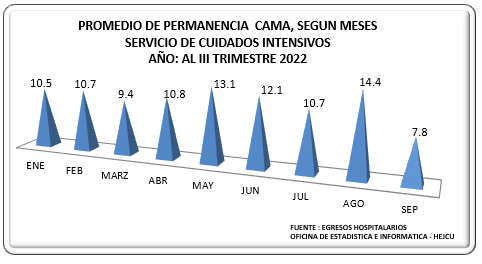 PROMEDIO DE PERMANENCIA CAMA, SEGUN MESES
SERVICIO DE CUIDADOS INTENSIVOS
AÑO: AL III TRIMESTRE 2022
10.5
10.7
9.4
10.8
13.1
12.1
10.7
14.4
7.8
ENE
FEB
MARZ
ABR
MAY
JUN
JUL
AGO
SEP
FUENTE : EGRESOS HOSPITALARIOS
OFICINA DE ESTADISTICA E INFORMATICA - HEJCU